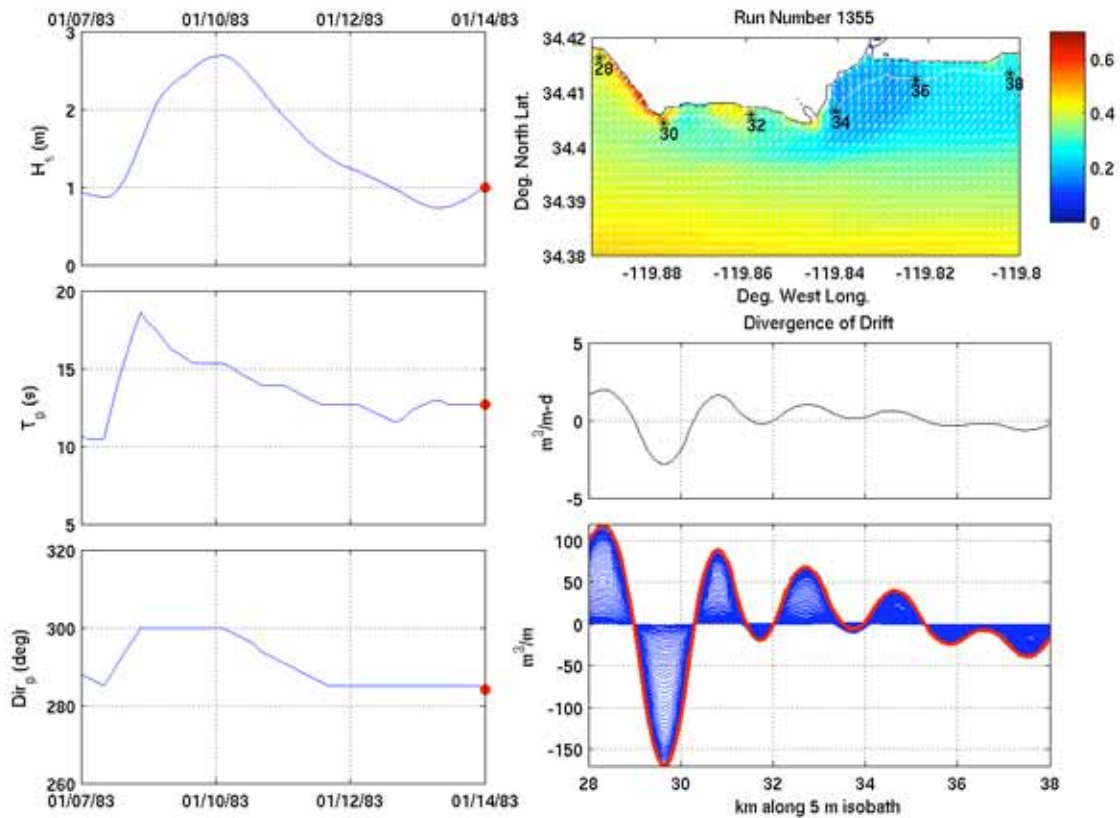 01/07/83 01/10/83 01/12/83 01/14/83
3
2
1
0
H_s (m)
20
15
10
5
T_p (s)
320
300
280
260
Dir_p (deg)
01/07/83 01/10/83 01/12/83 01/14/83
Run Number 1355
34.42
34.41
34.4
34.39
34.38
Deg. North Lat.
28
30
32
34
36
38
-119.88 -119.86 -119.84 -119.82 -119.8
Deg. West Long.
0.6
0.4
0.2
0
Divergence of Drift
5
0
-5
m³/m-d
100
50
0
-50
-100
-150
m³/m
28 30 32 34 36 38
km along 5 m isobath